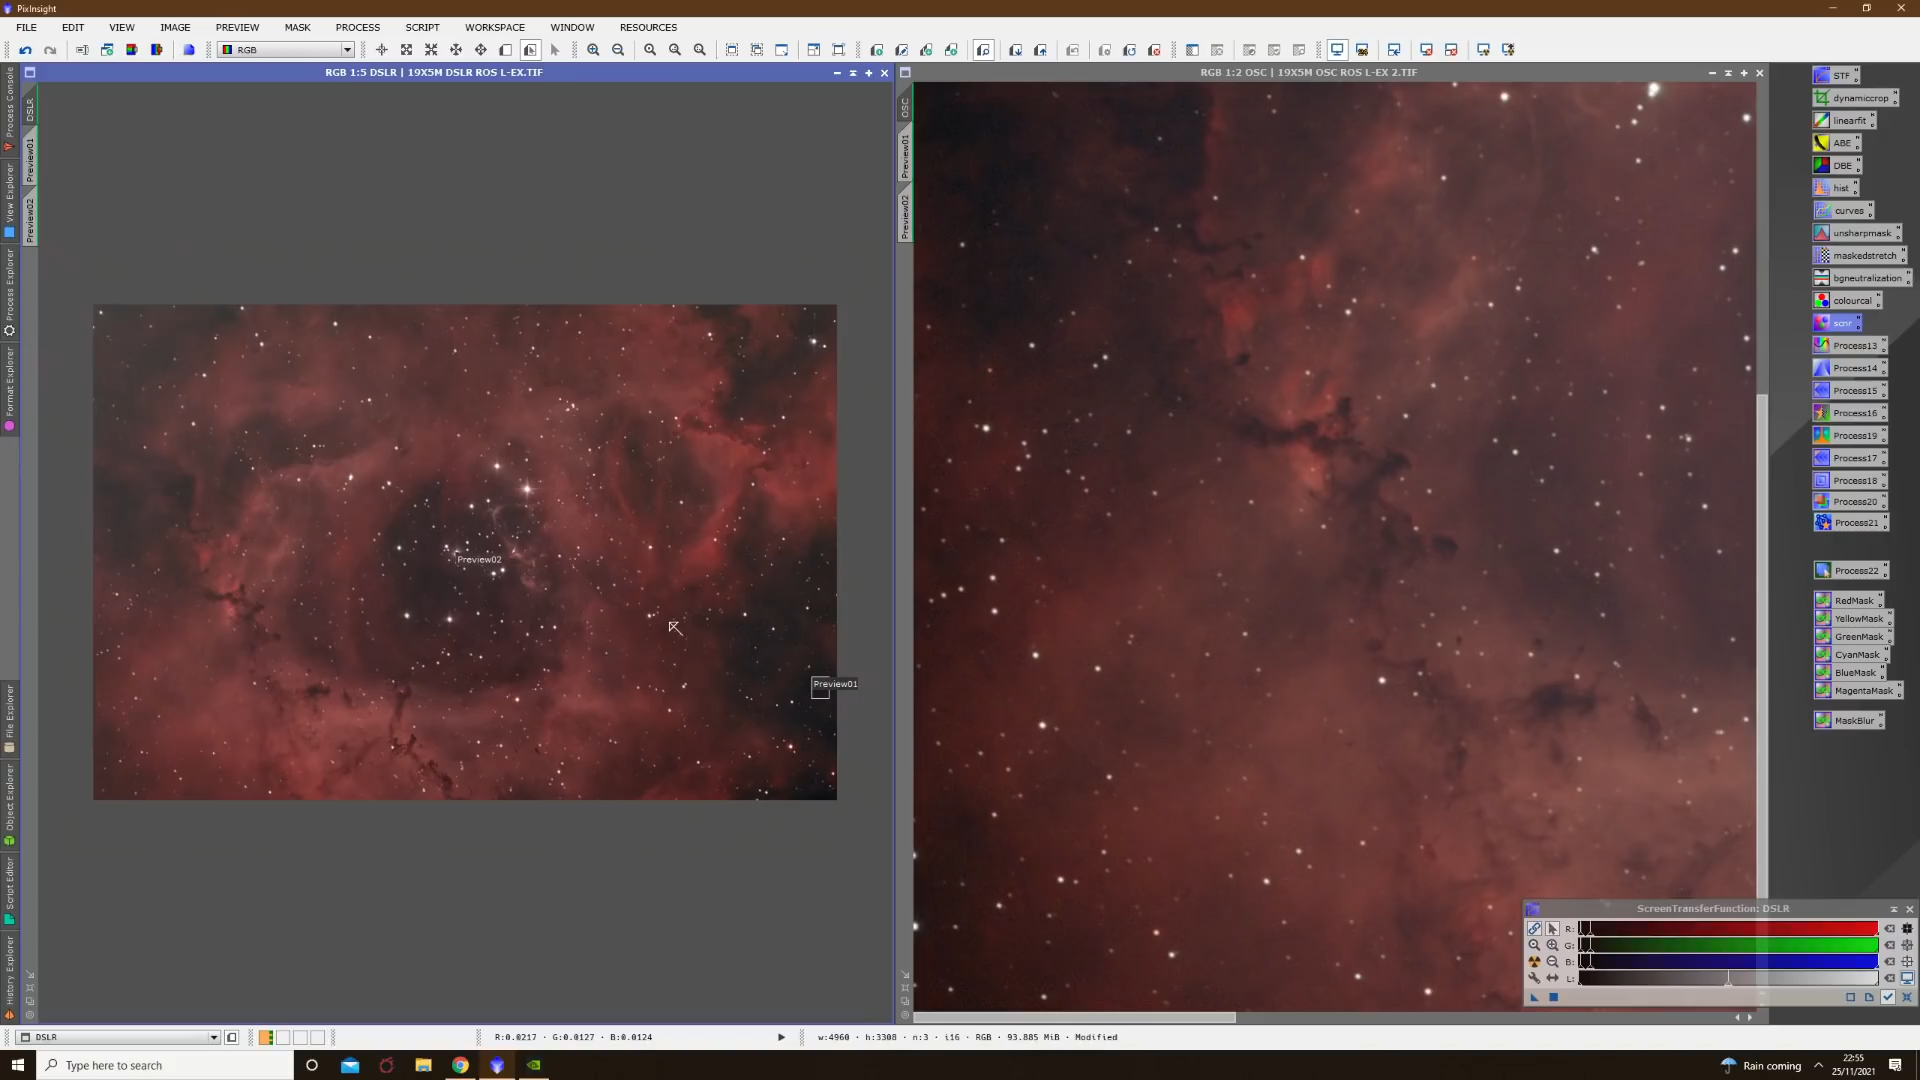 PixInsight
FILE EDIT VIEW IMAGE PREVIEW MASK PROCESS SCRIPT WORKSPACE WINDOW RESOURCES
RGB
RGB 1:5 DSLR | 19X5M DSLR ROS L-EX.TIF
RGB 1:2 OSC | 19X5M OSC ROS L-EX 2.TIF
Process Console
View Explorer
Process Explorer
Format Explorer
File Explorer
Object Explorer
Script Editor
History Explorer
DSLR
Preview01
Preview02
OSC
Preview01
Preview02
Preview02
Preview01
STF
dynamiccrop
linearfit
ABE
DBE
hist
curves
unsharpmask
maskedstretch
bgneutralization
colourcal
scnr
Process13
Process14
Process15
Process16
Process19
Process17
Process18
Process20
Process21
Process22
RedMask
YellowMask
GreenMask
CyanMask
BlueMask
MagentaMask
MaskBlur
ScreenTransferFunction: DSLR
R:
G:
B:
L:
DSLR
R:0.0217 · G:0.0127 · B:0.0124
w:4960 · h:3308 · n:3 · i16 · RGB · 93.885 MiB · Modified
Type here to search
Rain coming
22:55
25/11/2021